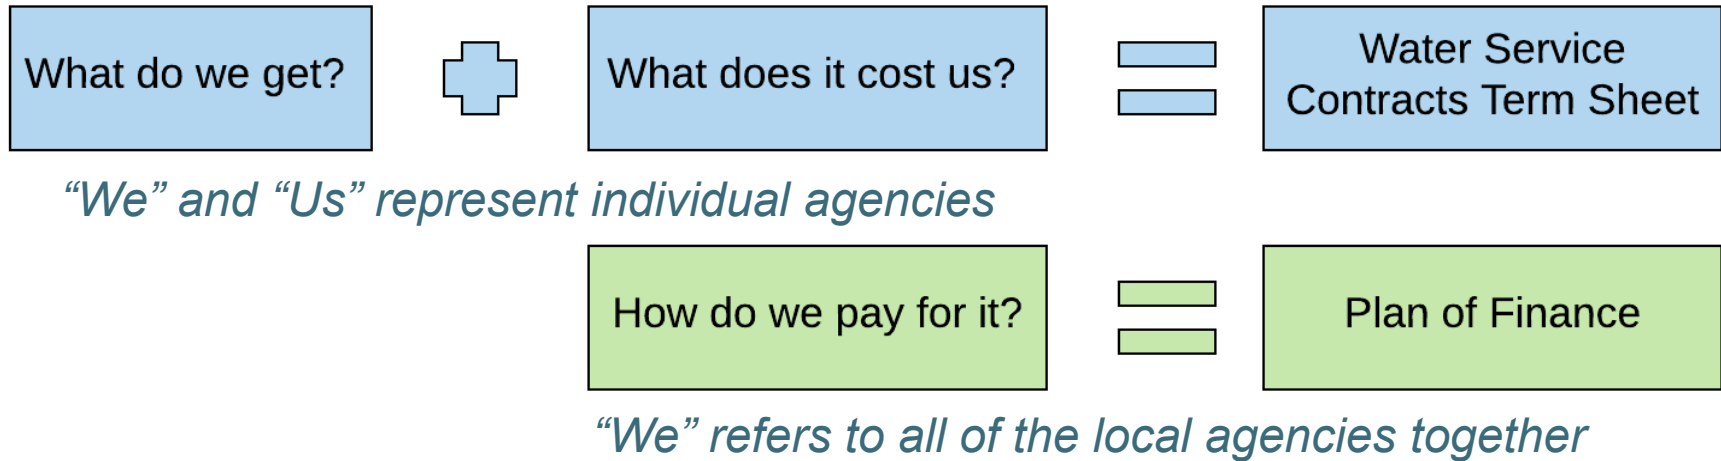 What do we get?
What does it cost us?
Water Service
Contracts Term Sheet
“We” and “Us” represent individual agencies
How do we pay for it?
Plan of Finance
“We” refers to all of the local agencies together